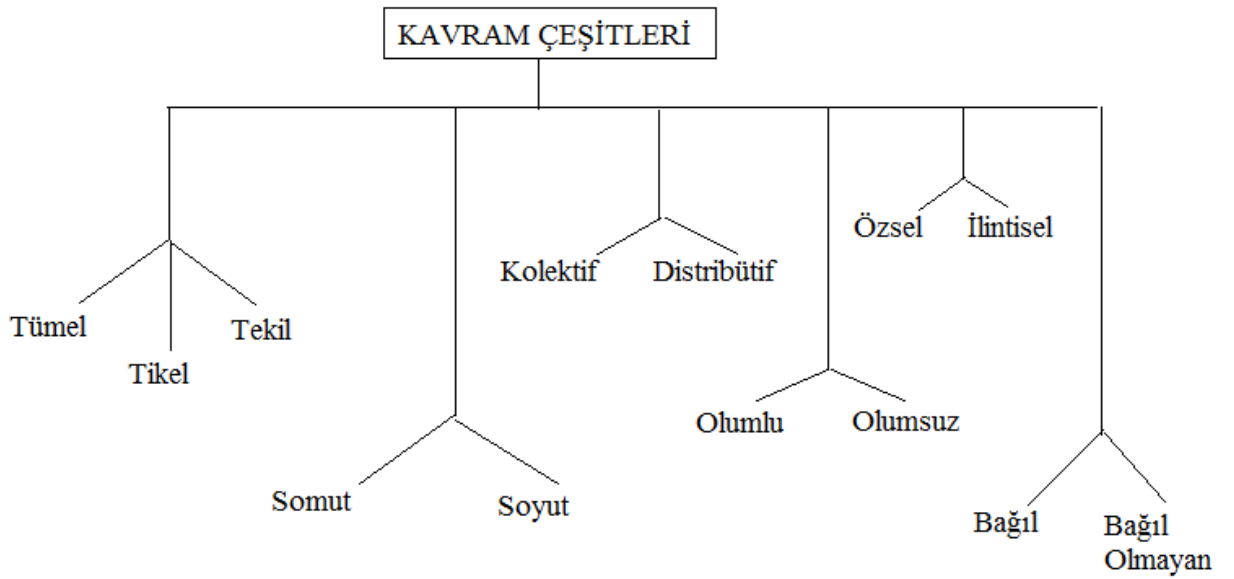 KAVRAM ÇEŞİTLERİ
Tümel
Tikel
Tekil
Somut
Soyut
Kolektif
Distribütif
Olumlu
Olumsuz
Özsel
İlintisel
Bağıl
Bağıl
Olmayan